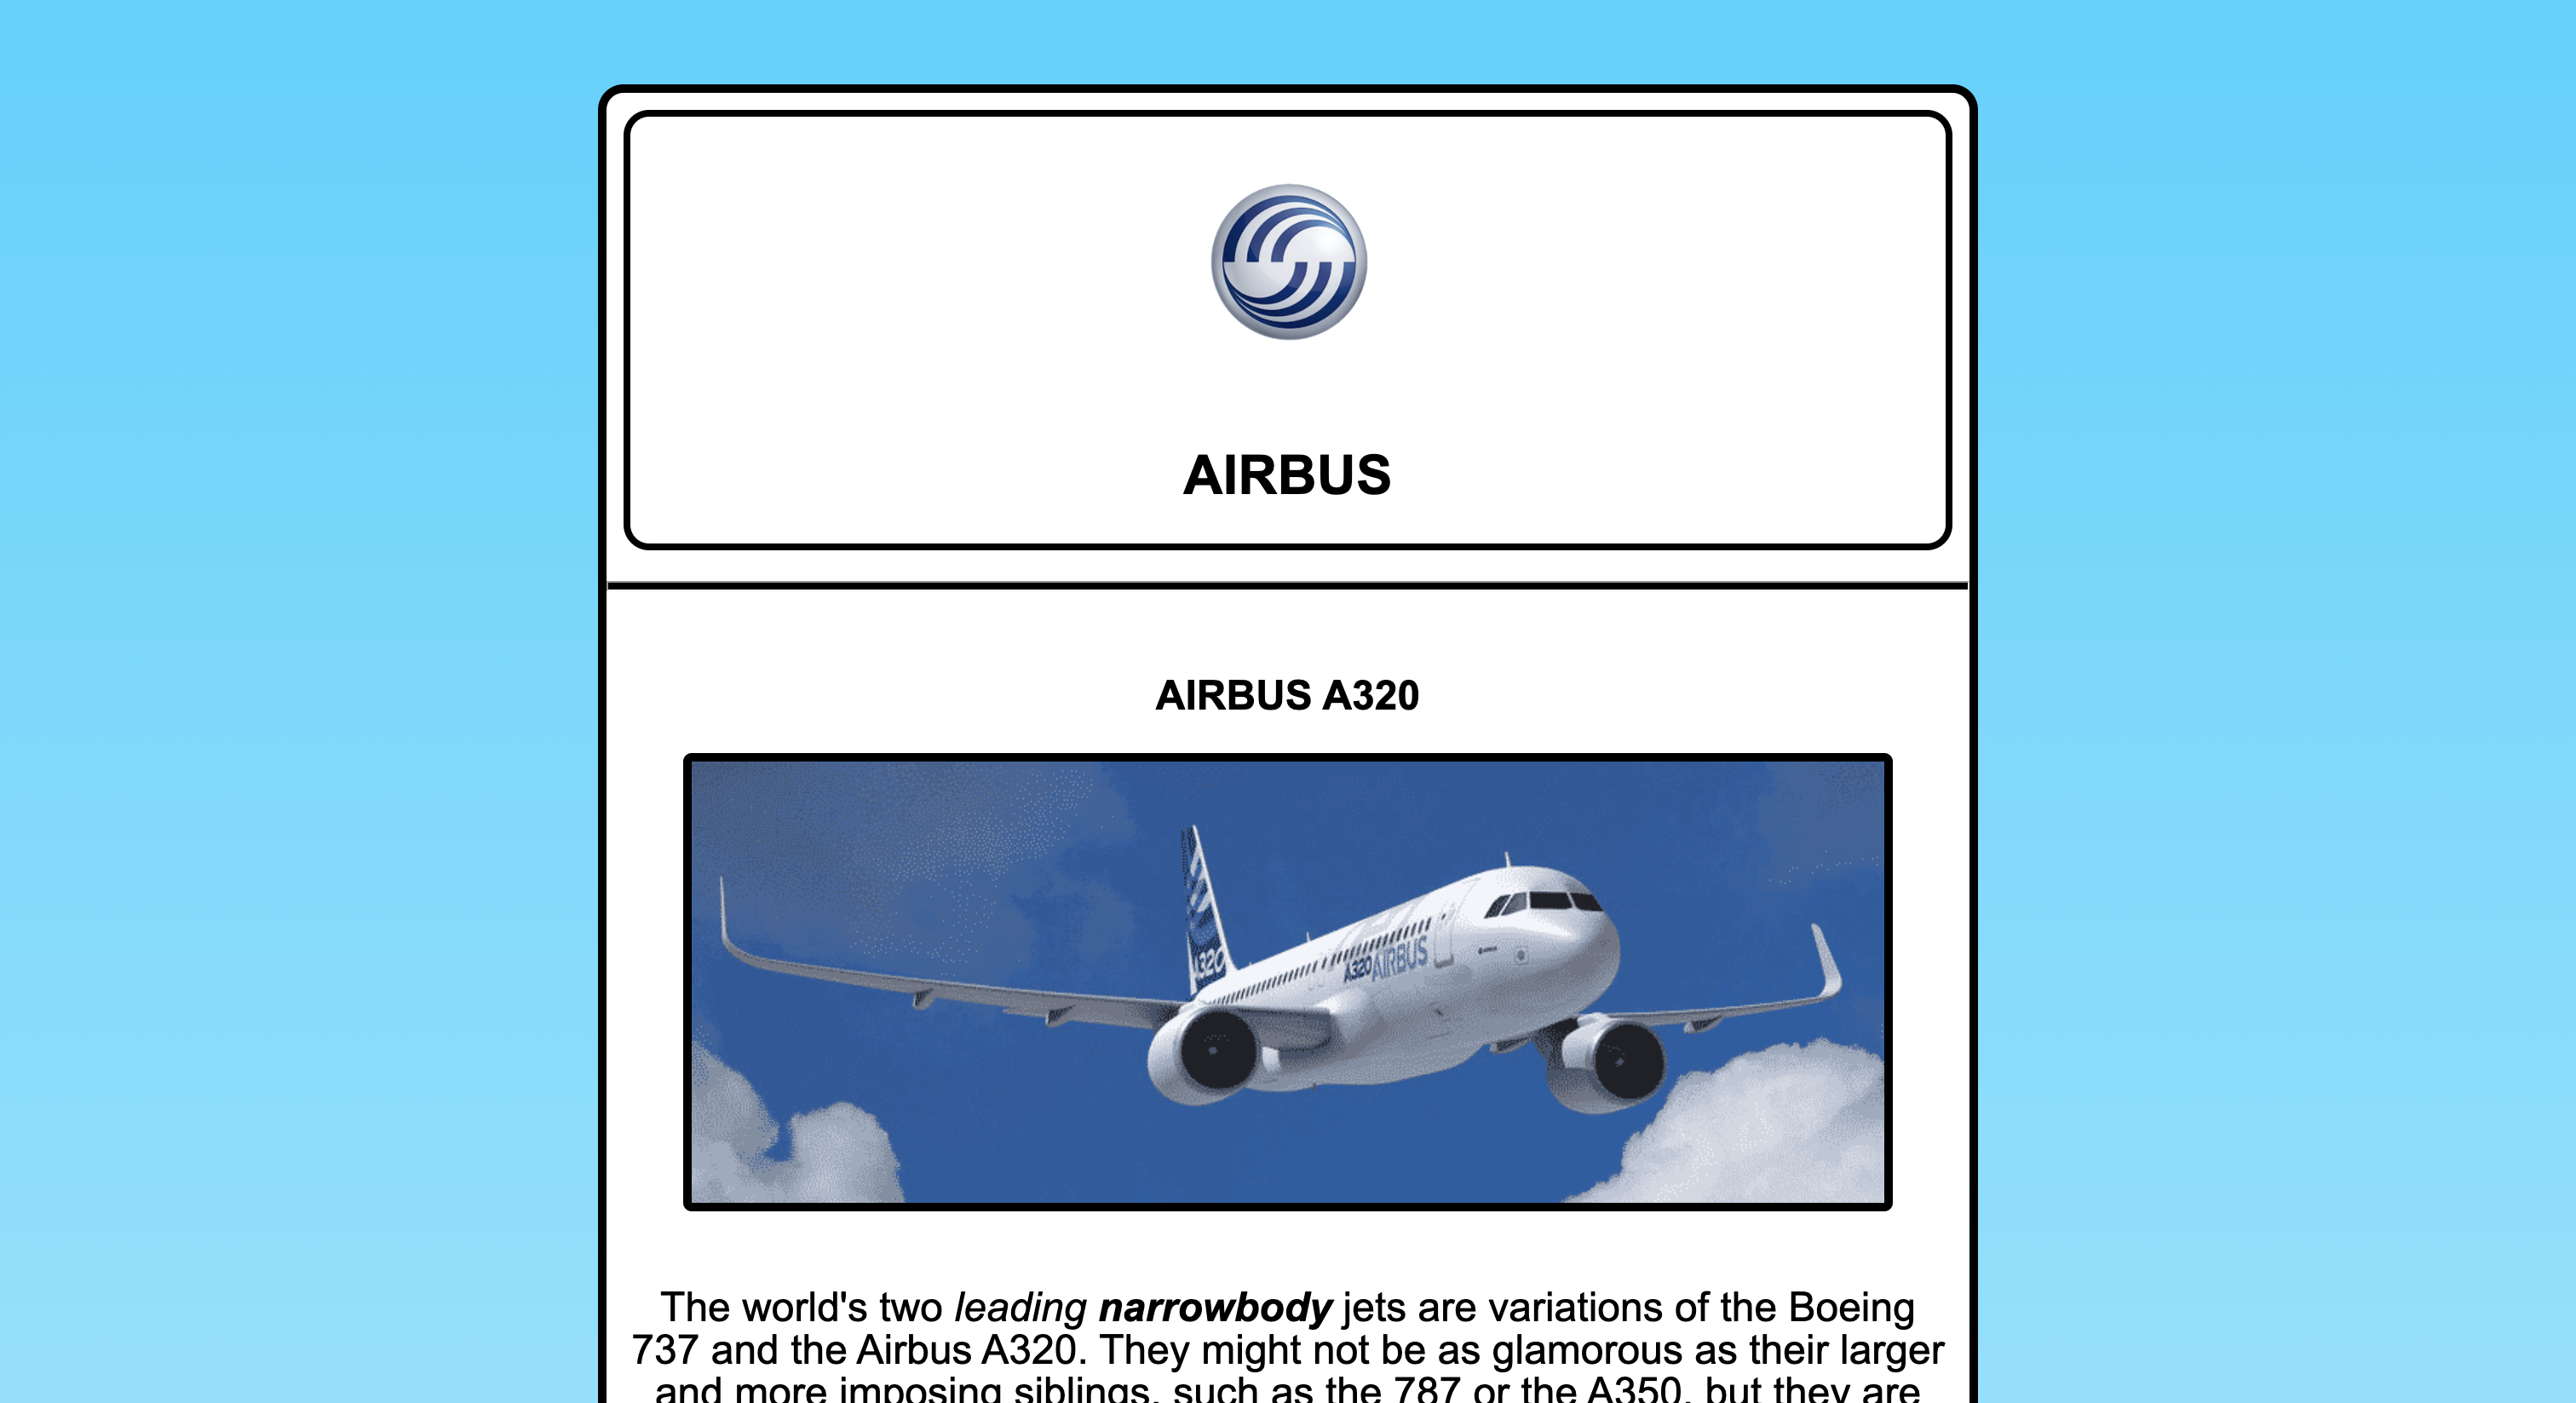 AIRBUS
AIRBUS A320
320
A320 AIRBUS
The world's two leading narrowbody jets are variations of the Boeing
737 and the Airbus A320. They might not be as glamorous as their larger
and more imposing siblings, such as the 787 or the A350, but they are